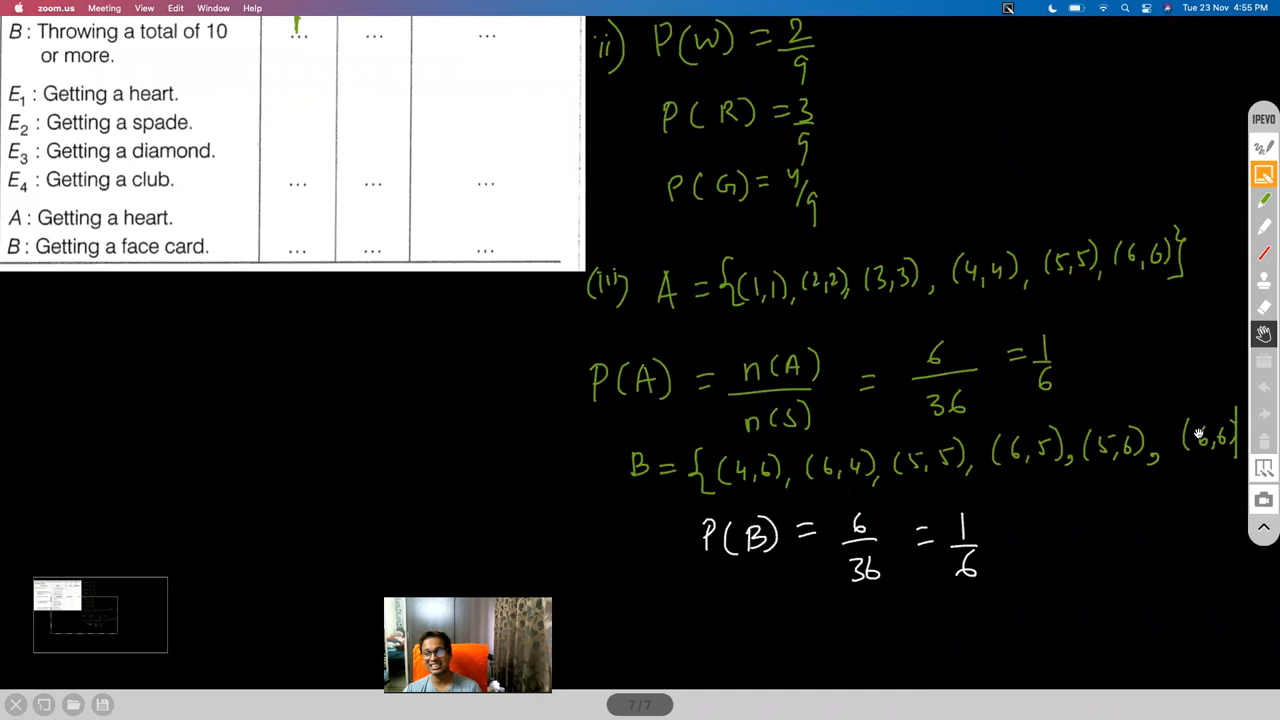 zoom.us Meeting View Edit Window Help Tue 23 Nov 4:55 PM
B : Throwing a total of 10 ... ... ...
or more.
E1 : Getting a heart.
E2 : Getting a spade.
E3 : Getting a diamond.
E4 : Getting a club. ... ... ...
A : Getting a heart.
B : Getting a face card. ... ... ...
ii) P(W) = 2/9
P(R) = 3/9
P(G) = 4/9
(iii) A = {(1,1), (2,2), (3,3), (4,4), (5,5), (6,6)}
P(A) = n(A)/n(S) = 6/36 = 1/6
B = {(4,6), (6,4), (5,5), (6,5), (5,6), (6,6)
P(B) = 6/36 = 1/6
IPEVO
7/7